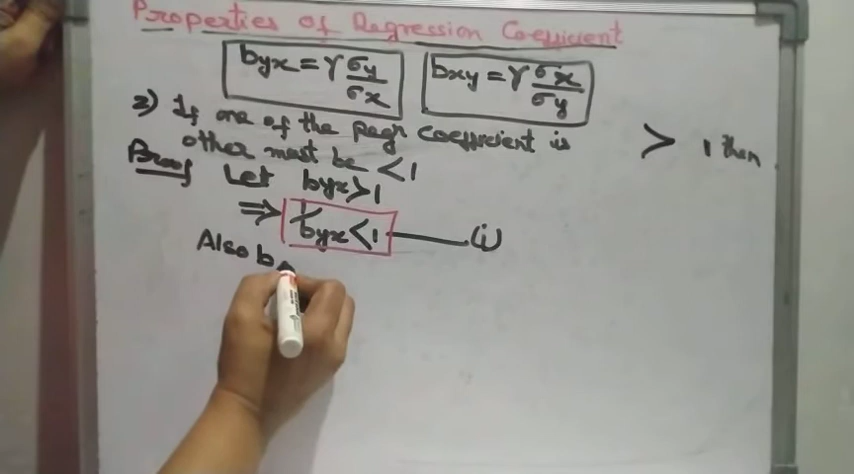 Properties of Regression Coefficient
byx = r σy/σx bxy = r σx/σy
2) If one of the Regr Coefficient is > 1 then
other must be < 1
Proof Let byx > 1
⇒ 1/byx < 1 — (i)
Also b